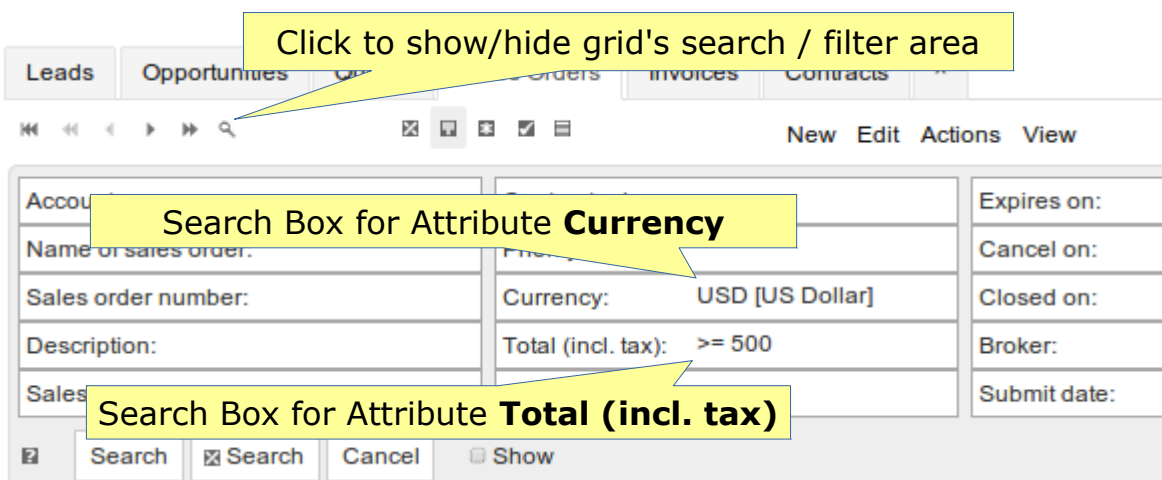 Click to show/hide grid's search / filter area
Leads Opportunities Orders Invoices Contracts
New Edit Actions View
Expires on:
Search Box for Attribute Currency
Name of sales order: Cancel on:
Sales order number: Currency: USD [US Dollar] Closed on:
Description: Total (incl. tax): >= 500 Broker:
Sales Submit date:
Search Box for Attribute Total (incl. tax)
? Search Search Cancel Show